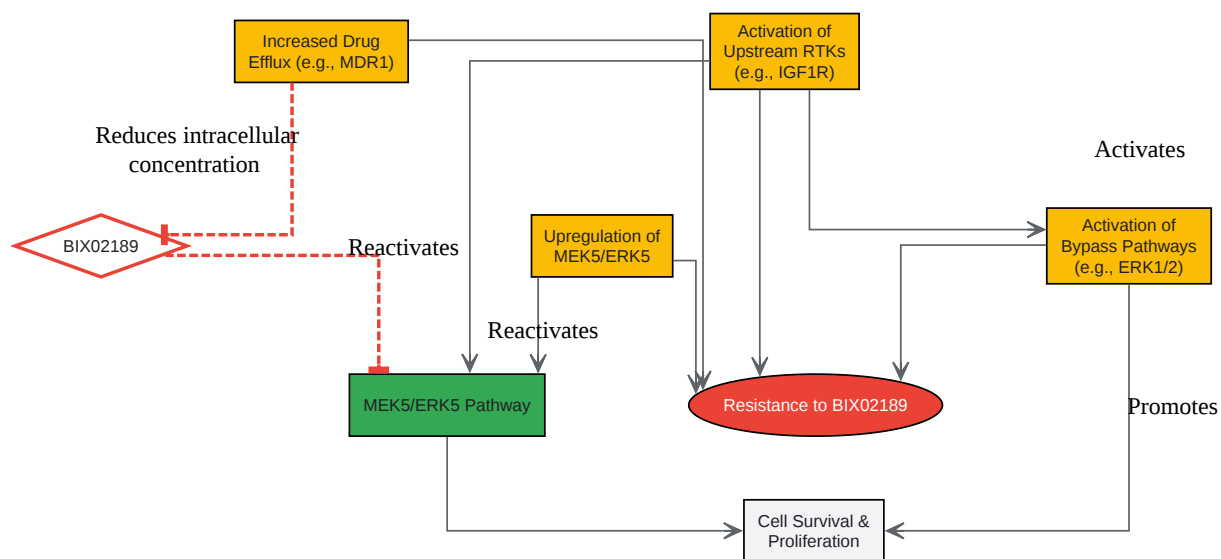 Increased Drug
Efflux (e.g., MDR1)
Activation of
Upstream RTKs
(e.g., IGF1R)
Reduces intracellular
concentration
Activates
BIX02189
Reactivates
Upregulation of
MEK5/ERK5
Activation of
Bypass Pathways
(e.g., ERK1/2)
Reactivates
MEK5/ERK5 Pathway
Resistance to BIX02189
Promotes
Cell Survival &
Proliferation